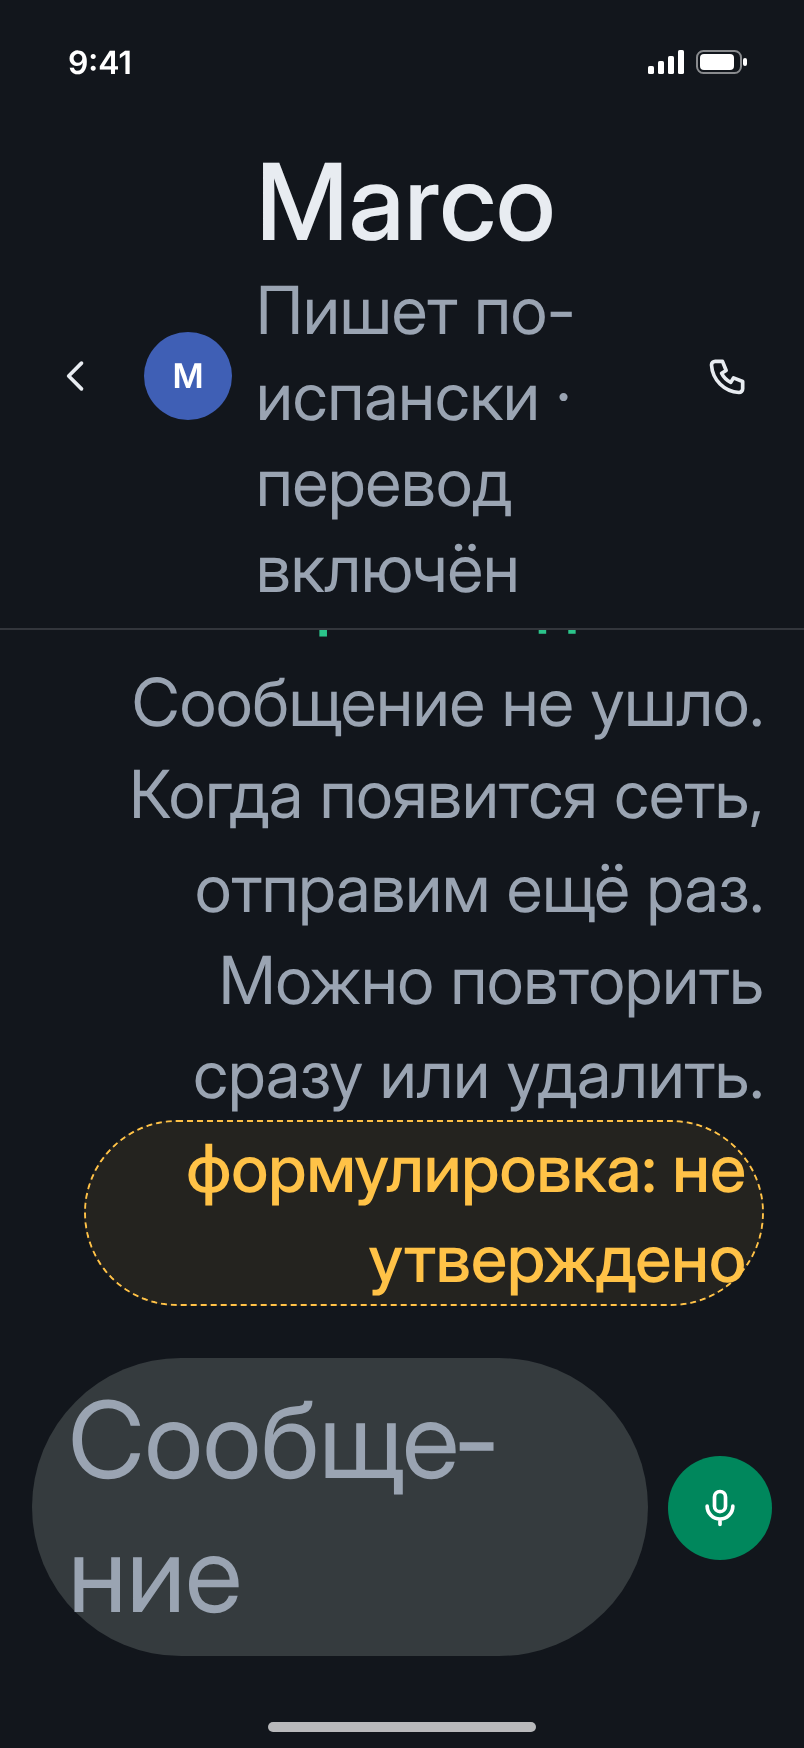 9:41
Marco
Пишет по-
испански ·
перевод
включён
M
Сообщение не ушло.
Когда появится сеть,
отправим ещё раз.
Можно повторить
сразу или удалить.
формулировка: не
утверждено
Сообще-
ние